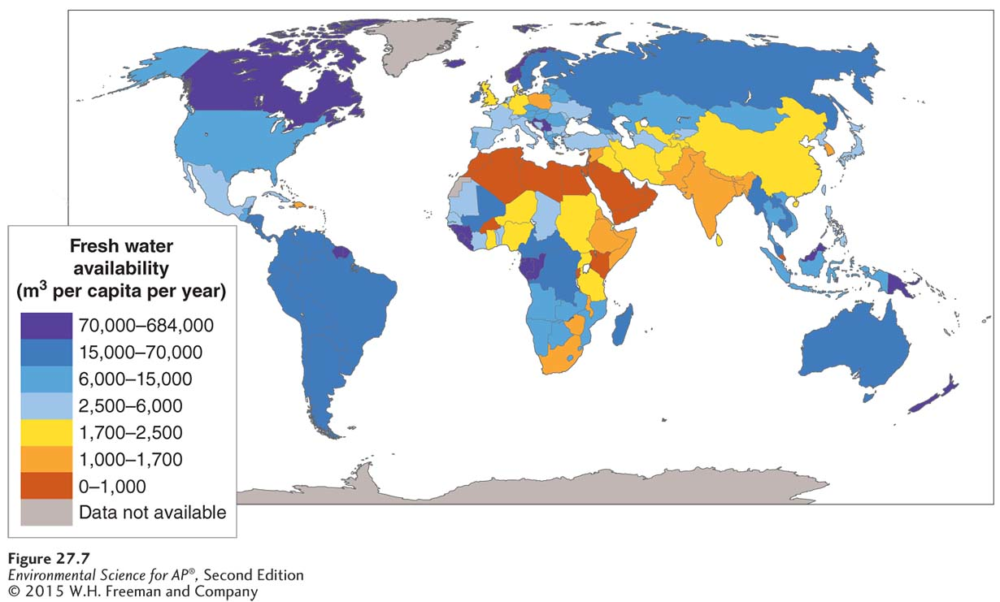 Fresh water
availability
(m³ per capita per year)
70,000–684,000
15,000–70,000
6,000–15,000
2,500–6,000
1,700–2,500
1,000–1,700
0–1,000
Data not available
Figure 27.7
Environmental Science for AP®, Second Edition
© 2015 W.H. Freeman and Company